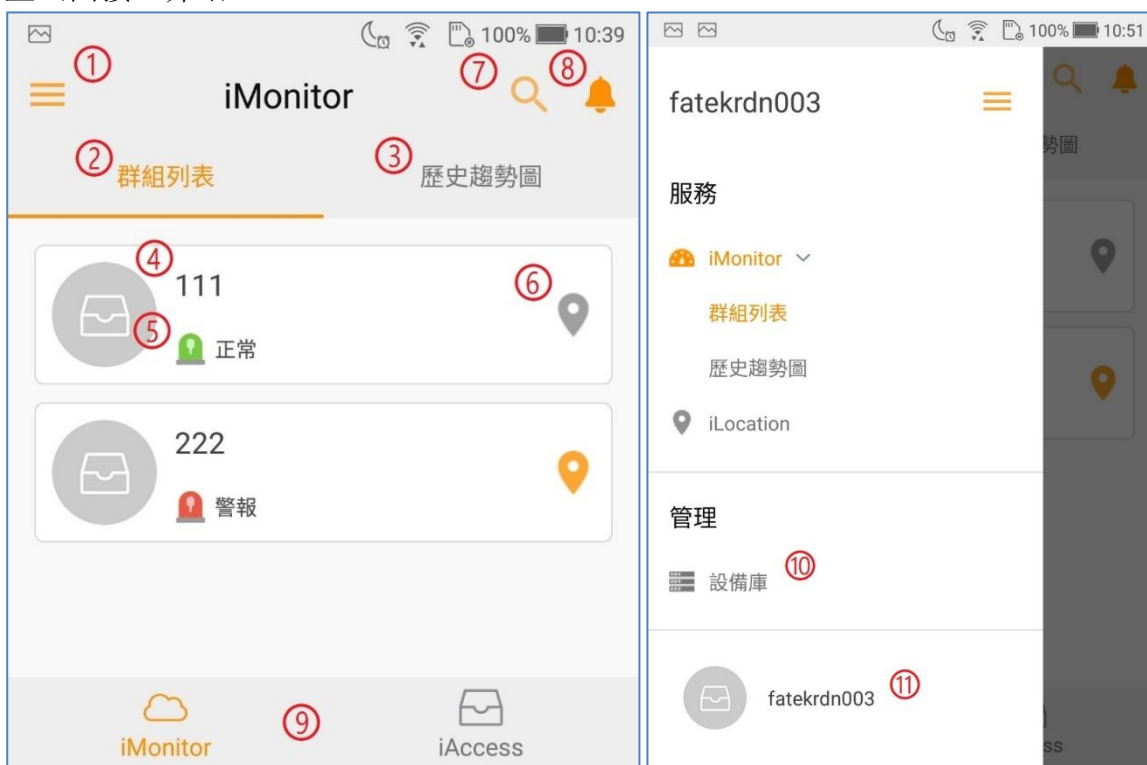 100% 10:39
① iMonitor ⑦ ⑧
② 群組列表 ③ 歷史趨勢圖
④ 111 ⑥
⑤ 正常
222
警報
iMonitor ⑨ iAccess
100% 10:51
fatekrdn003
勢圖
服務
iMonitor
群組列表
歷史趨勢圖
iLocation
管理
設備庫 ⑩
fatekrdn003 ⑪
ss